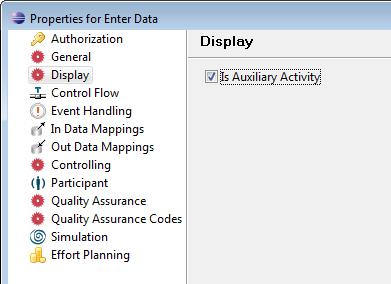 Properties for Enter Data
Authorization
General
Display
Control Flow
Event Handling
In Data Mappings
Out Data Mappings
Controlling
Participant
Quality Assurance
Quality Assurance Codes
Simulation
Effort Planning
Display
Is Auxiliary Activity